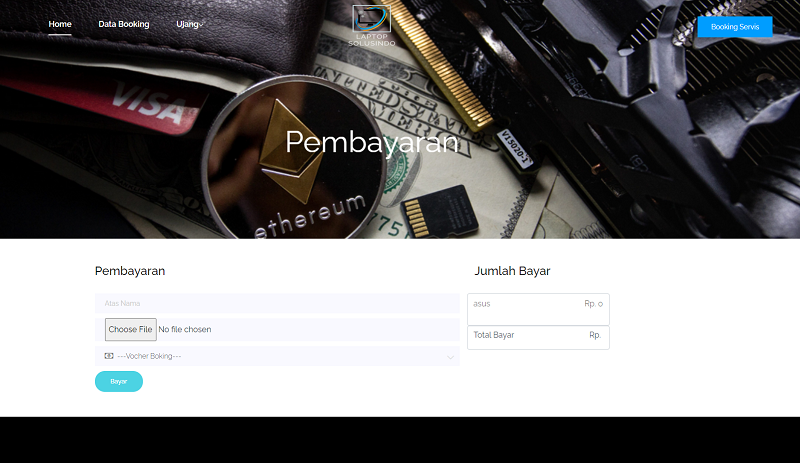 Home
Data Booking
Ujang
LAPTOP
SOLUSINDO
Booking Servis
VISA
V15020-1
Pembayaran
ethereum
Pembayaran
Jumlah Bayar
Atas Nama
asus
Rp. 0
Choose File No file chosen
Total Bayar
Rp.
---Vocher Boking---
Bayar